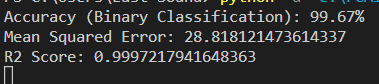 Accuracy (Binary Classification): 99.67%
Mean Squared Error: 28.818121473614337
R2 Score: 0.9997217941648363